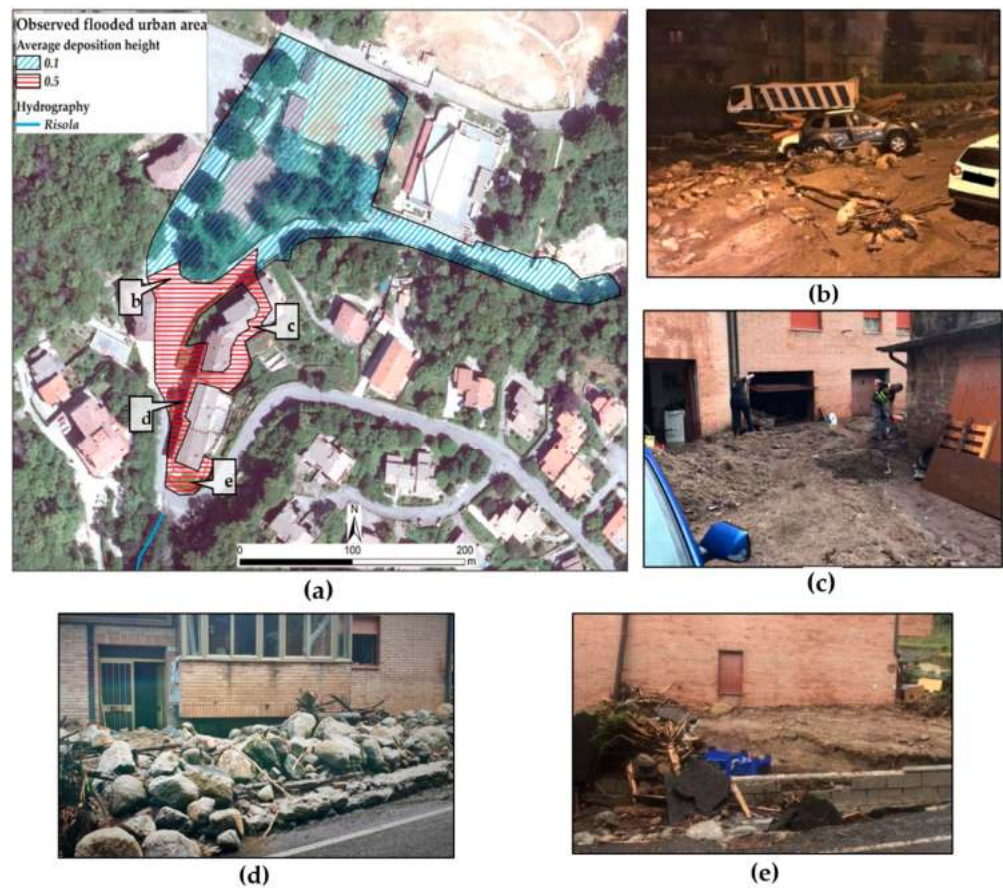 Observed flooded urban area
Average deposition height
0.1
0.5
Hydrography
Risola
b
c
d
e
N
0 100 200
m
(a)
(b)
(c)
(d)
(e)